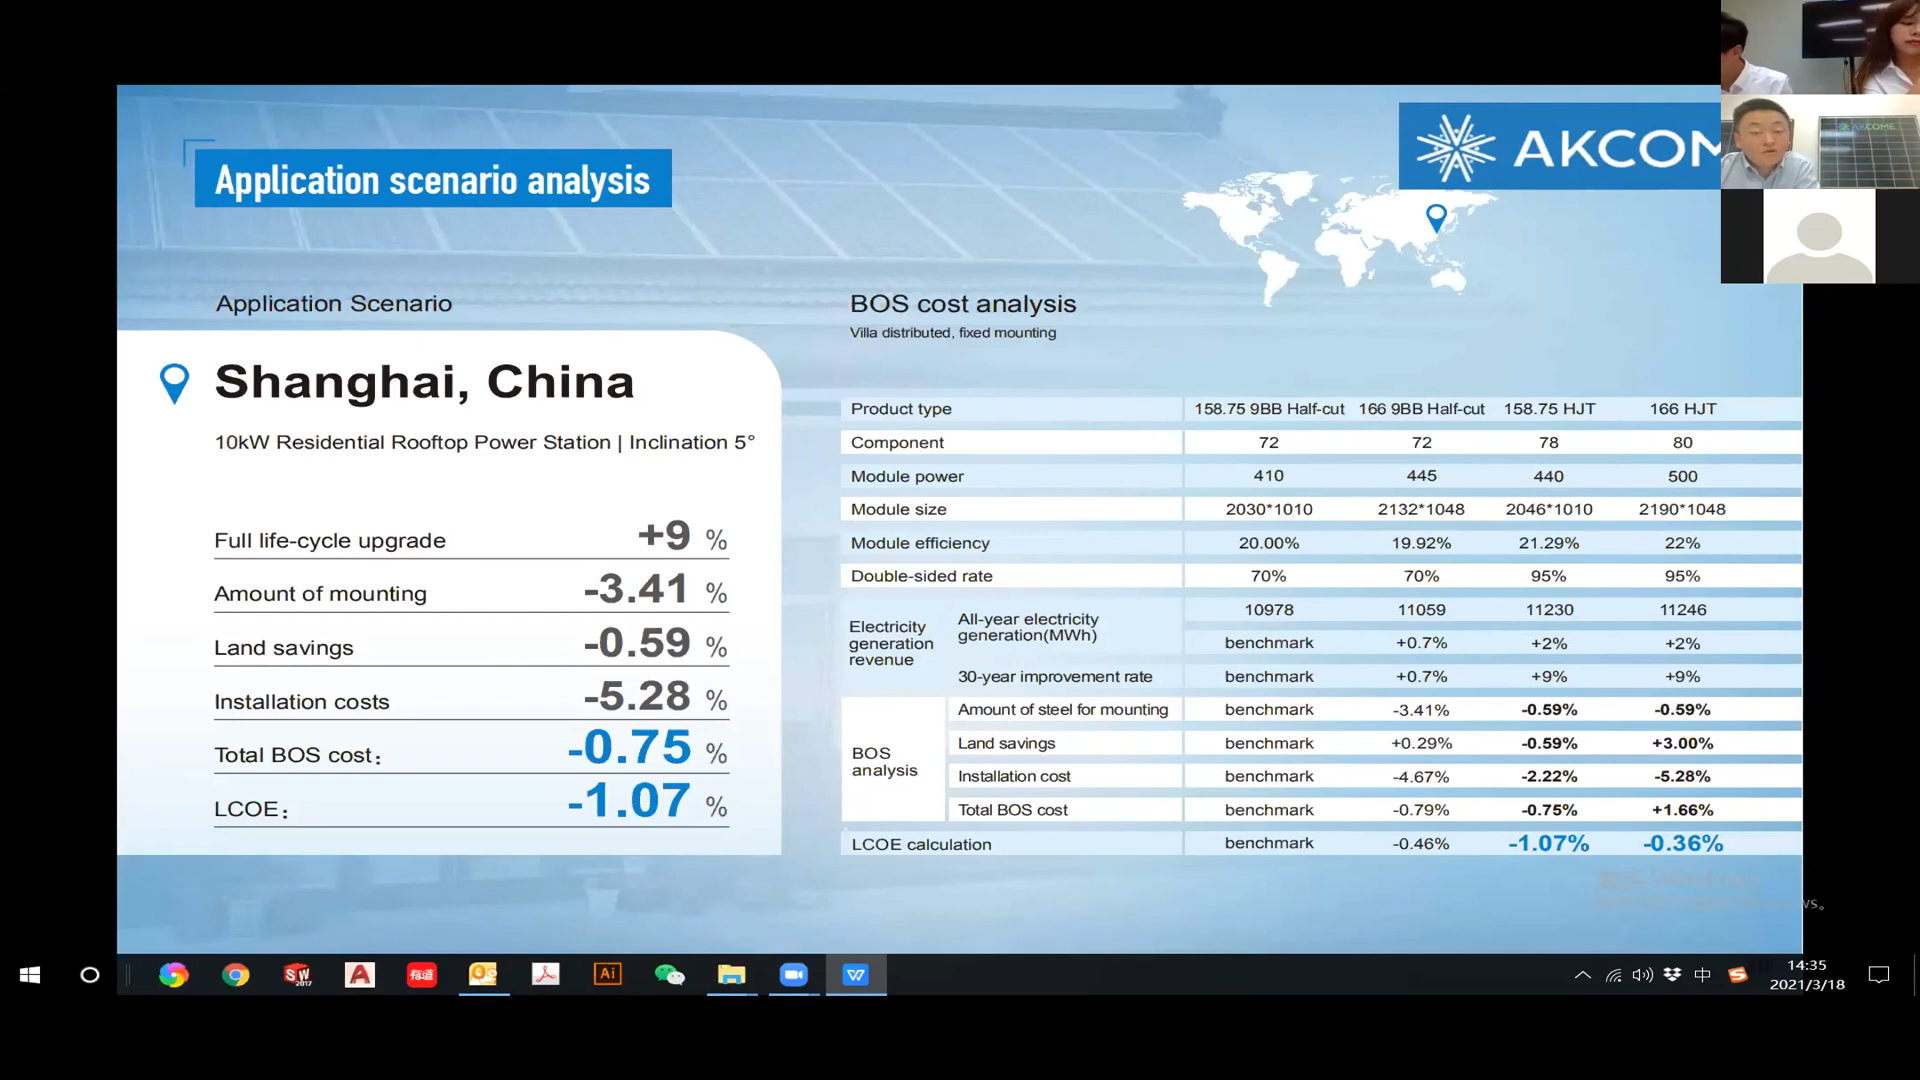 Application scenario analysis
AKCOM
AKCOME
Application Scenario
Shanghai, China
10kW Residential Rooftop Power Station | Inclination 5°
Full life-cycle upgrade +9 %
Amount of mounting -3.41 %
Land savings -0.59 %
Installation costs -5.28 %
Total BOS cost： -0.75 %
LCOE： -1.07 %
BOS cost analysis
Villa distributed, fixed mounting
Product type 158.75 9BB Half-cut 166 9BB Half-cut 158.75 HJT 166 HJT
Component 72 72 78 80
Module power 410 445 440 500
Module size 2030*1010 2132*1048 2046*1010 2190*1048
Module efficiency 20.00% 19.92% 21.29% 22%
Double-sided rate 70% 70% 95% 95%
Electricity
generation
revenue
All-year electricity
generation(MWh)
10978 11059 11230 11246
benchmark +0.7% +2% +2%
30-year improvement rate benchmark +0.7% +9% +9%
BOS
analysis
Amount of steel for mounting benchmark -3.41% -0.59% -0.59%
Land savings benchmark +0.29% -0.59% +3.00%
Installation cost benchmark -4.67% -2.22% -5.28%
Total BOS cost benchmark -0.79% -0.75% +1.66%
LCOE calculation benchmark -0.46% -1.07% -0.36%
ws。
SW
2017
Ai
中
14:35
2021/3/18